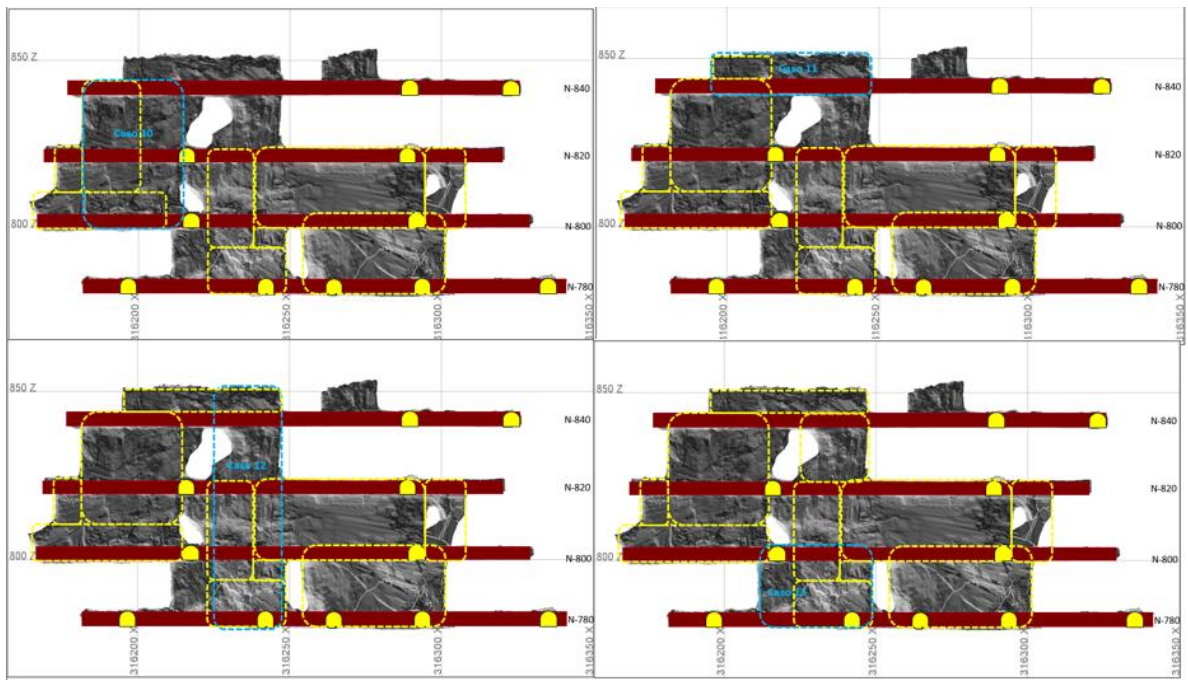 850 Z
Caso 10
N-840
N-820
800 Z
N-800
N-780
316200 X
316250 X
316300 X
316350 X
850 Z
Caso 11
N-840
N-820
800 Z
N-800
N-780
316200 X
316250 X
316300 X
316350 X
850 Z
N-840
Caso 12
N-820
800 Z
N-800
N-780
316200 X
316250 X
316300 X
316350 X
850 Z
N-840
N-820
800 Z
N-800
Caso 13
N-780
316200 X
316250 X
316300 X
316350 X